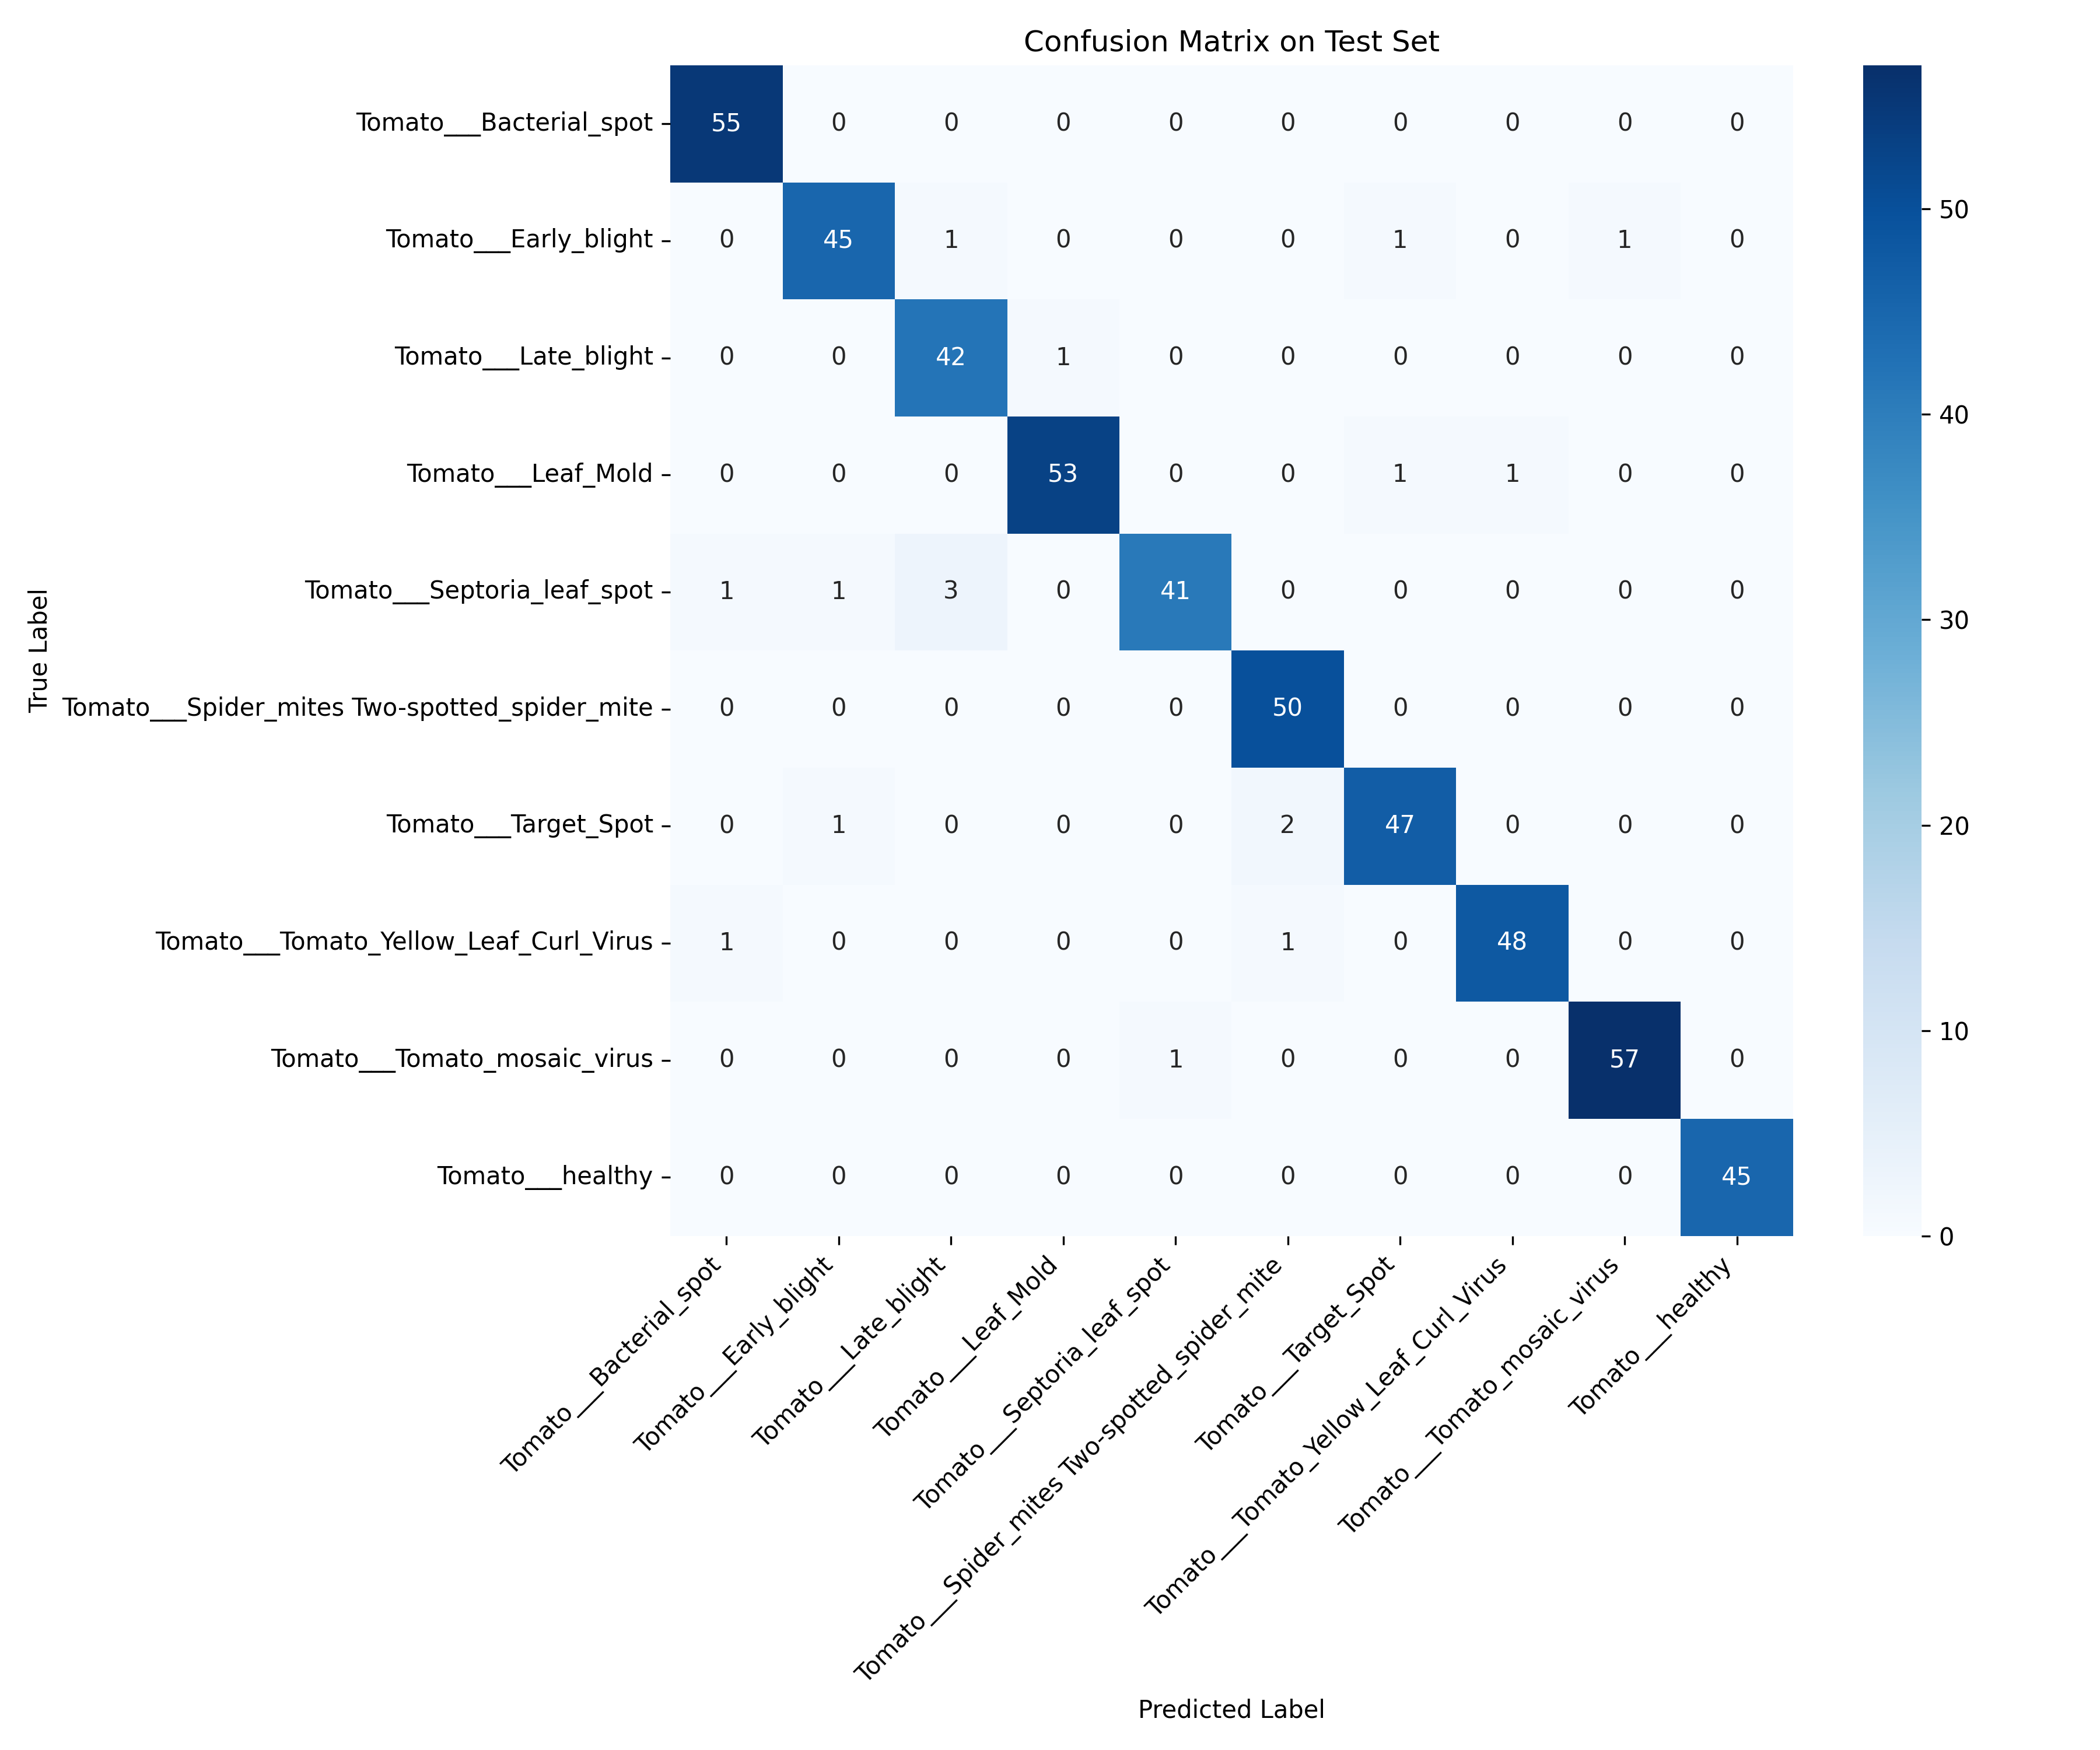 Confusion Matrix on Test Set
True Label
Tomato___Bacterial_spot 55 0 0 0 0 0 0 0 0 0
Tomato___Early_blight 0 45 1 0 0 0 1 0 1 0
Tomato___Late_blight 0 0 42 1 0 0 0 0 0 0
Tomato___Leaf_Mold 0 0 0 53 0 0 1 1 0 0
Tomato___Septoria_leaf_spot 1 1 3 0 41 0 0 0 0 0
Tomato___Spider_mites Two-spotted_spider_mite 0 0 0 0 0 50 0 0 0 0
Tomato___Target_Spot 0 1 0 0 0 2 47 0 0 0
Tomato___Tomato_Yellow_Leaf_Curl_Virus 1 0 0 0 0 1 0 48 0 0
Tomato___Tomato_mosaic_virus 0 0 0 0 1 0 0 0 57 0
Tomato___healthy 0 0 0 0 0 0 0 0 0 45
Tomato___Bacterial_spot
Tomato___Early_blight
Tomato___Late_blight
Tomato___Leaf_Mold
Tomato___Septoria_leaf_spot
Tomato___Spider_mites Two-spotted_spider_mite
Tomato___Target_Spot
Tomato___Tomato_Yellow_Leaf_Curl_Virus
Tomato___Tomato_mosaic_virus
Tomato___healthy
Predicted Label
50
40
30
20
10
0